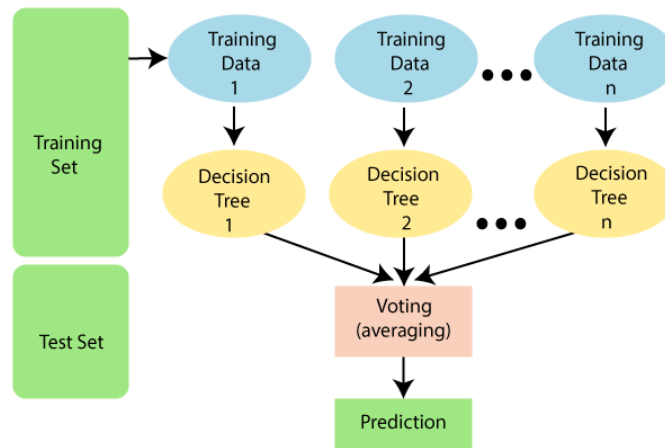 Training
Data
1
Training
Data
2
Training
Data
n
Training
Set
Decision
Tree
1
Decision
Tree
2
Decision
Tree
n
Test Set
Voting
(averaging)
Prediction